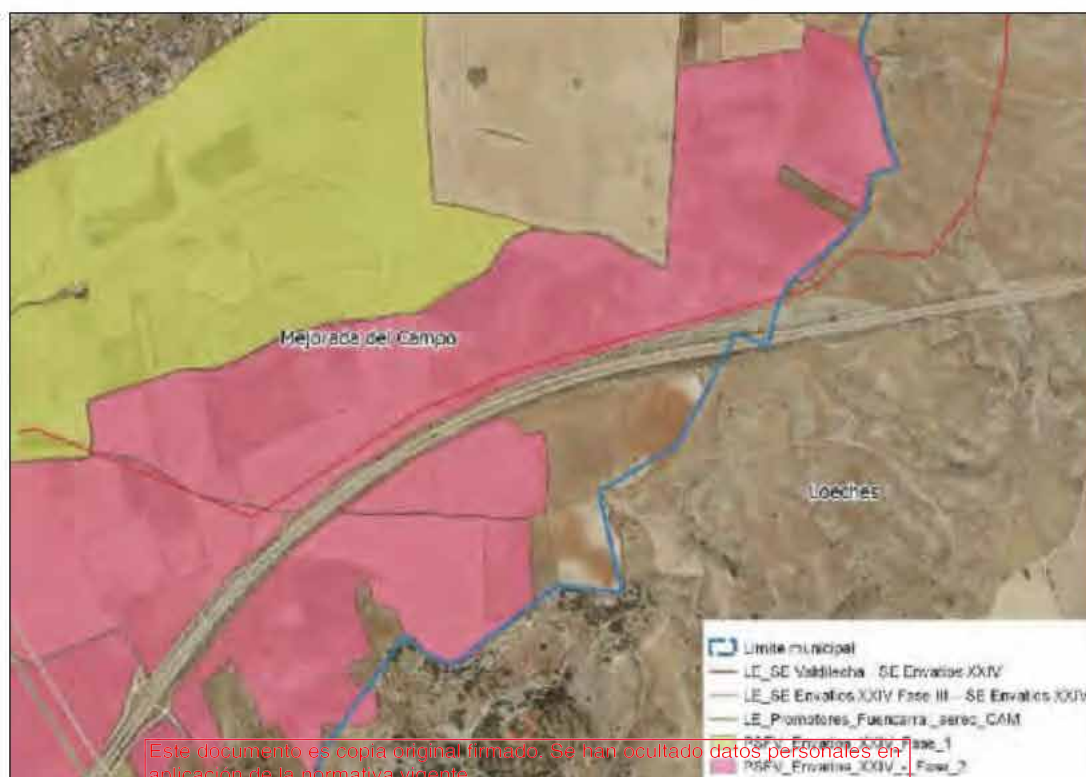 Mejorada del Campo
Loeches
Límite municipal
LE_SE Valdilecha SE Envatios XXIV
LE_SE Envatios XXIV Fase III - SE Envatios XXIV
LE_Promotores_Fuencarral_aereo_CAM
PSFV_Envatios_XXIV_Fase_1
PSFV_Envatios_XXIV_-_Fase_2
Este documento es copia original firmado. Se han ocultado datos personales en
aplicación de la normativa vigente